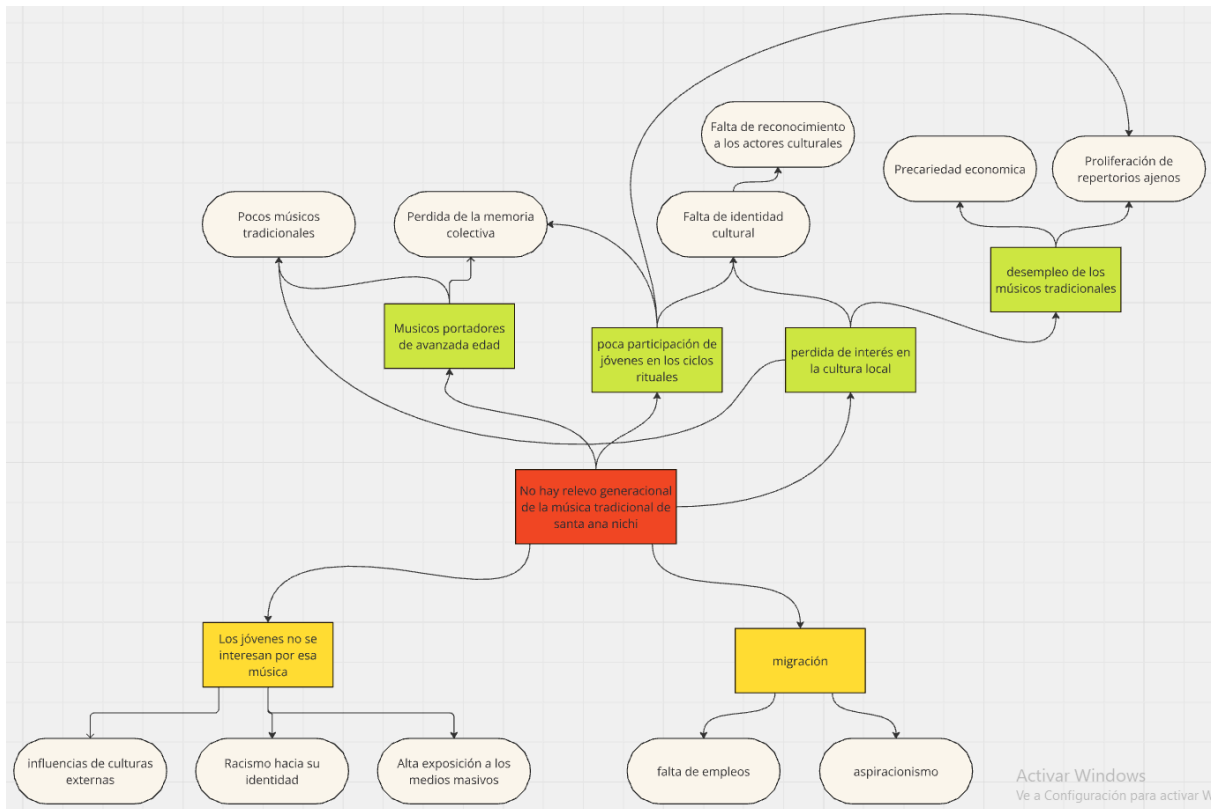 Falta de reconocimiento
a los actores culturales
Precariedad economica
Proliferación de
repertorios ajenos
Pocos músicos
tradicionales
Perdida de la memoria
colectiva
Falta de identidad
cultural
desempleo de los
músicos tradicionales
Musicos portadores
de avanzada edad
poca participación de
jóvenes en los ciclos
rituales
perdida de interés en
la cultura local
No hay relevo generacional
de la música tradicional de
santa ana nichi
Los jóvenes no se
interesan por esa
música
migración
influencias de culturas
externas
Racismo hacia su
identidad
Alta exposición a los
medios masivos
falta de empleos
aspiracionismo
Activar Windows
Ve a Configuración para activar W